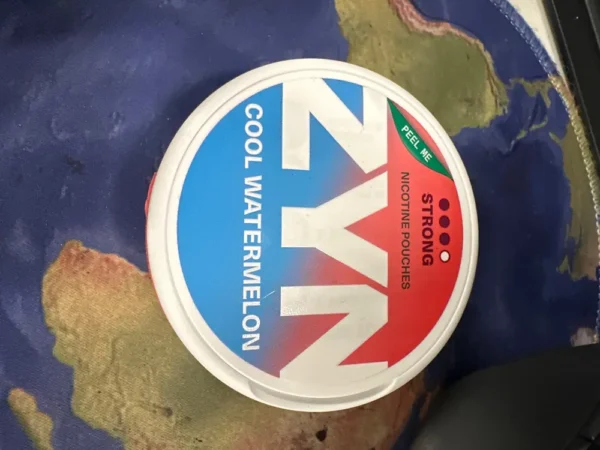 PEEL ME
STRONG
NICOTINE POUCHES
ZYN
COOL WATERMELON